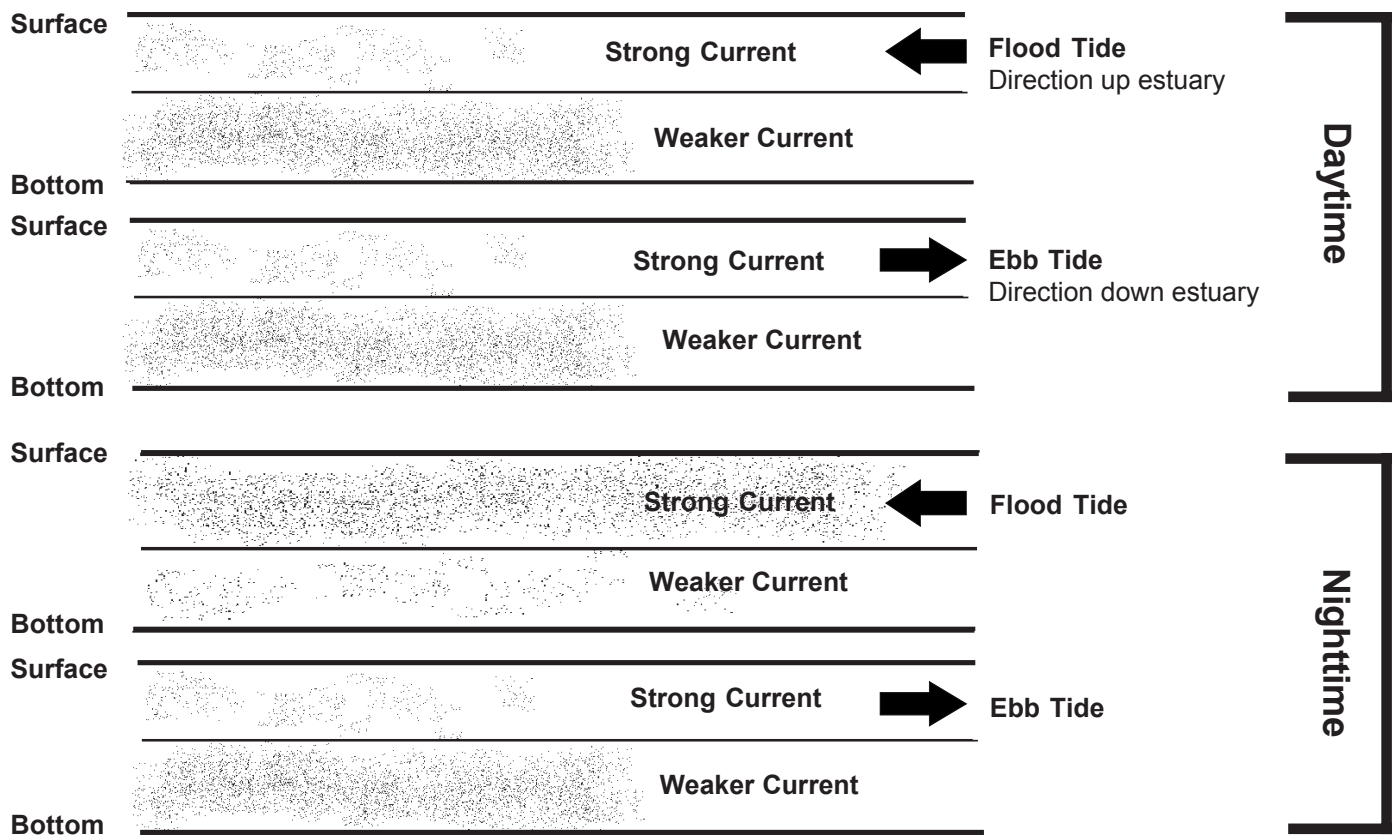 Surface
Strong Current
Flood Tide
Direction up estuary
Weaker Current
Bottom
Surface
Strong Current
Ebb Tide
Direction down estuary
Weaker Current
Bottom
Daytime
Surface
Strong Current
Flood Tide
Weaker Current
Bottom
Surface
Strong Current
Ebb Tide
Weaker Current
Bottom
Nighttime